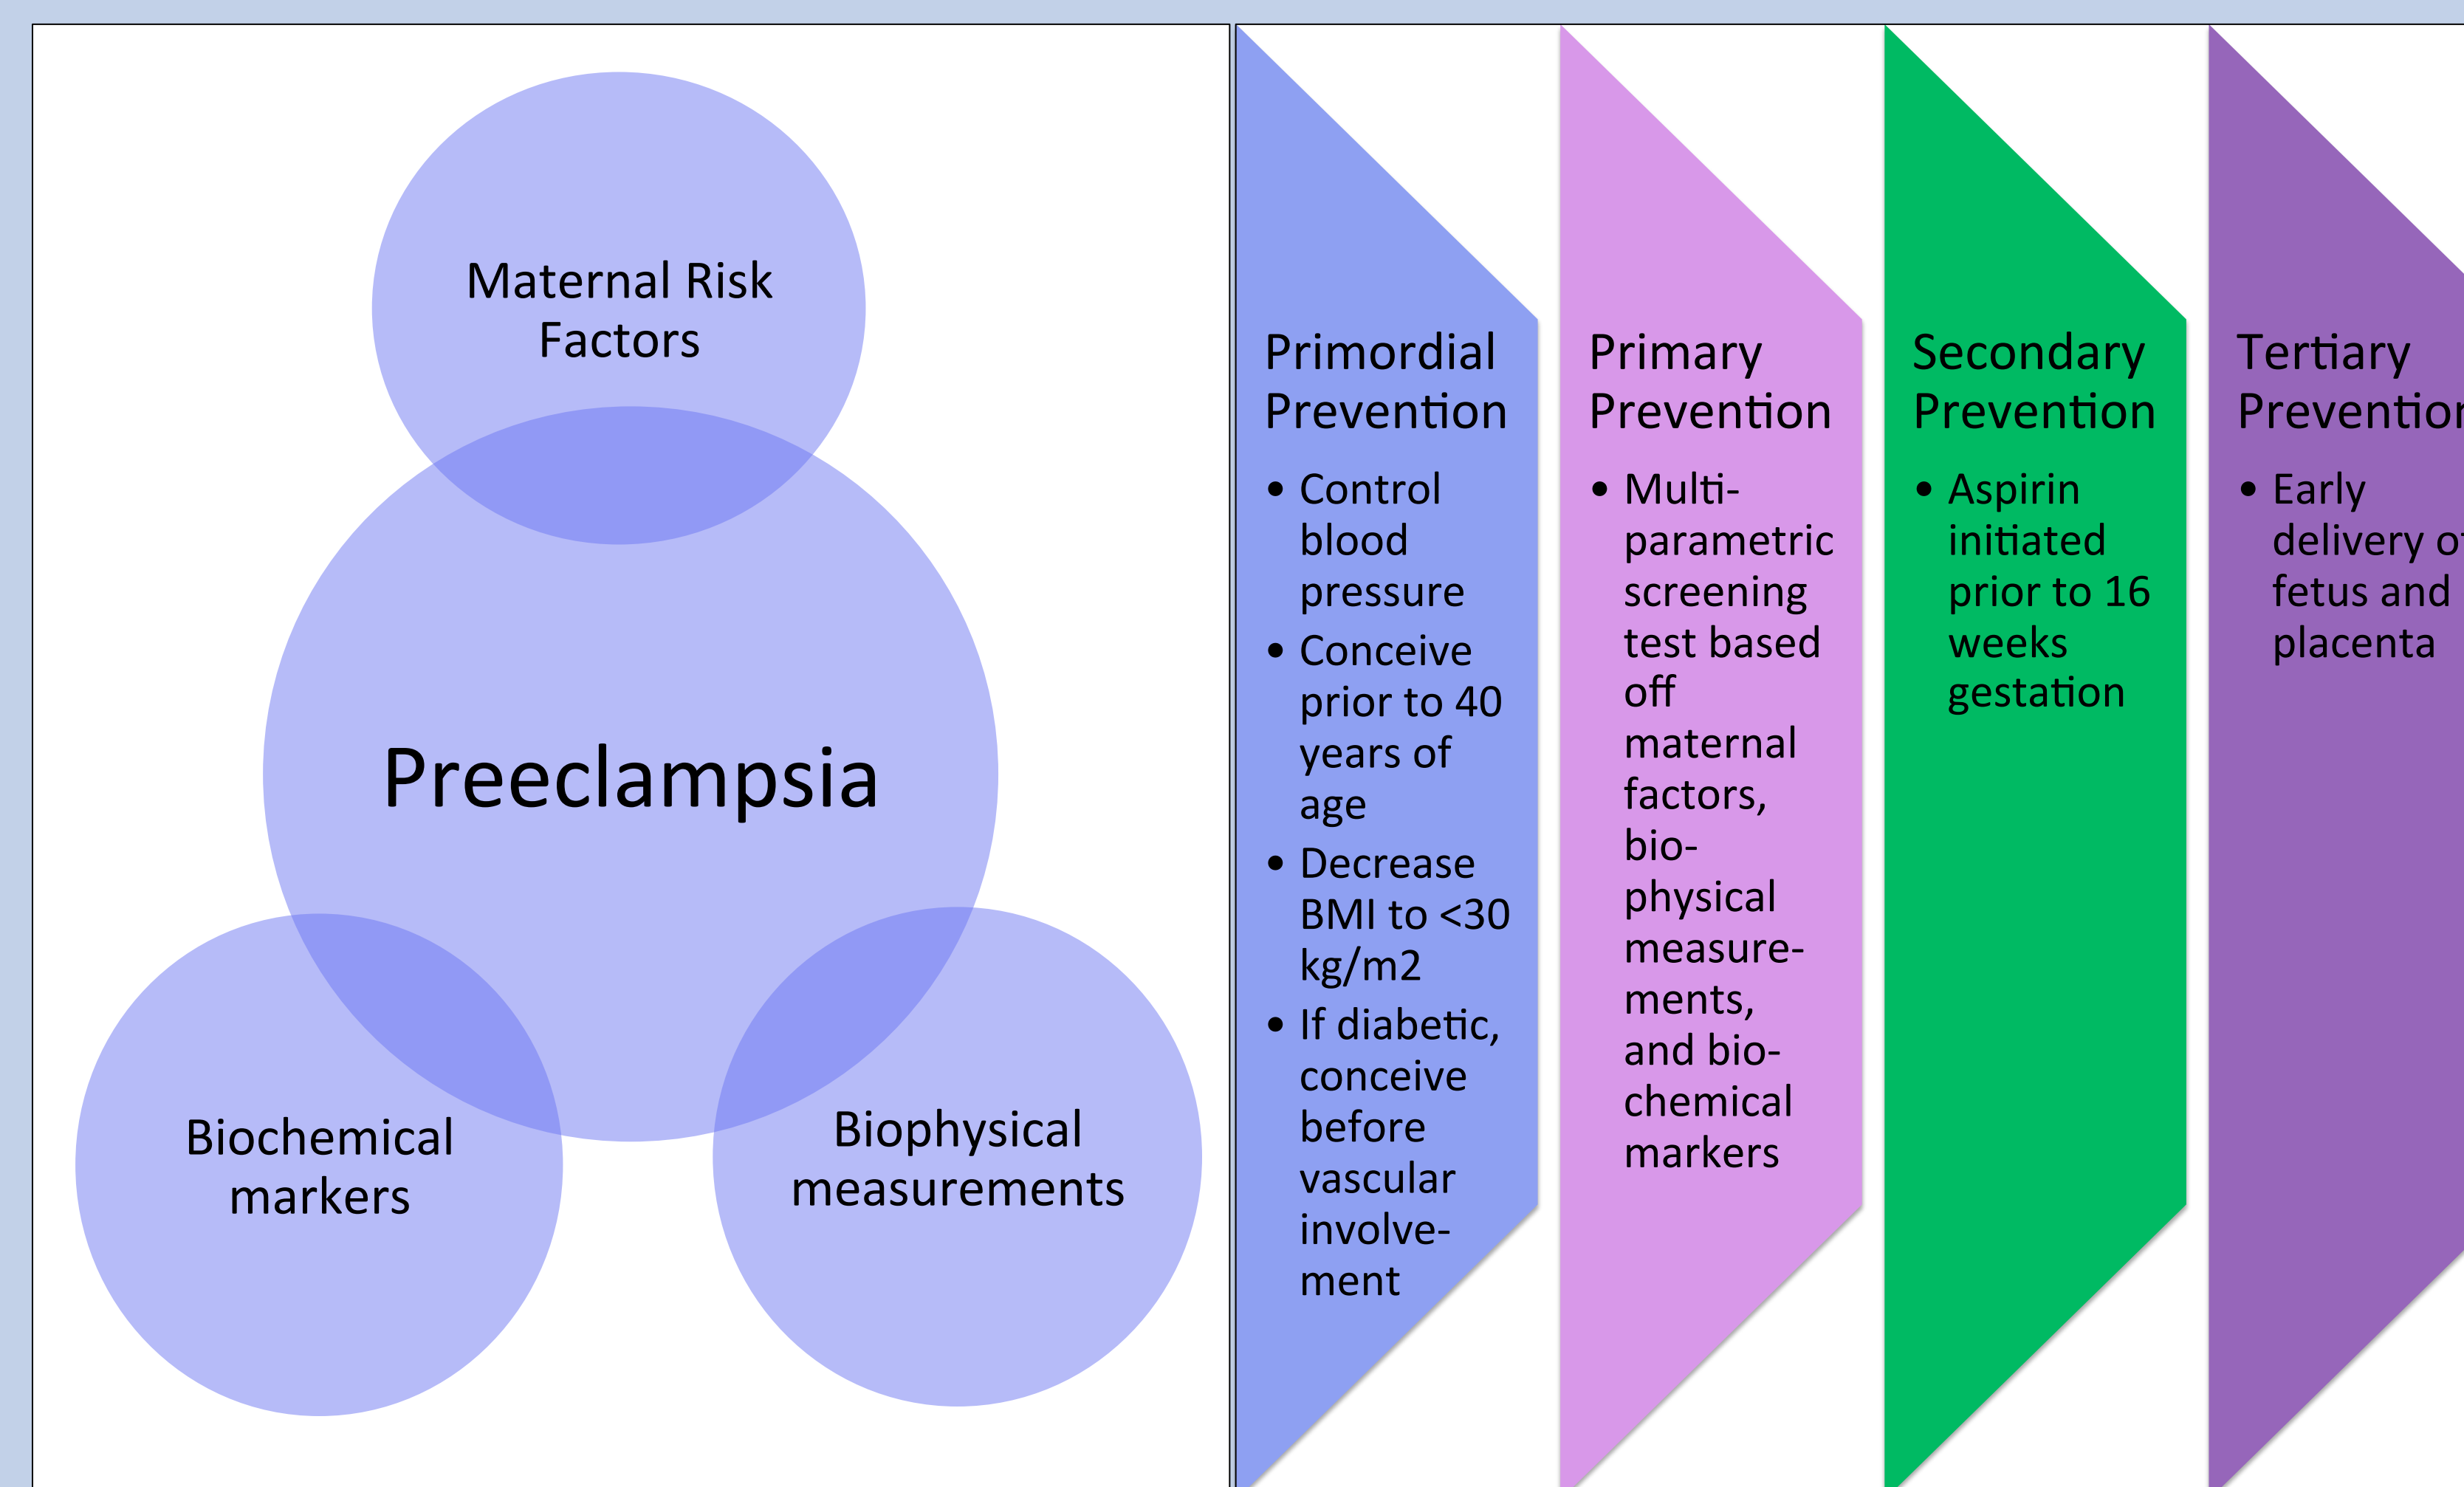 Maternal Risk
Factors
Preeclampsia
Biochemical
markers
Biophysical
measurements
Primordial
Prevention
• Control
blood
pressure
• Conceive
prior to 40
years of
age
• Decrease
BMI to <30
kg/m2
• If diabetic,
conceive
before
vascular
involve-
ment
Primary
Prevention
• Multi-
parametric
screening
test based
off
maternal
factors,
bio-
physical
measure-
ments,
and bio-
chemical
markers
Secondary
Prevention
• Aspirin
initiated
prior to 16
weeks
gestation
Tertiary
Prevention
• Early
delivery of
fetus and
placenta